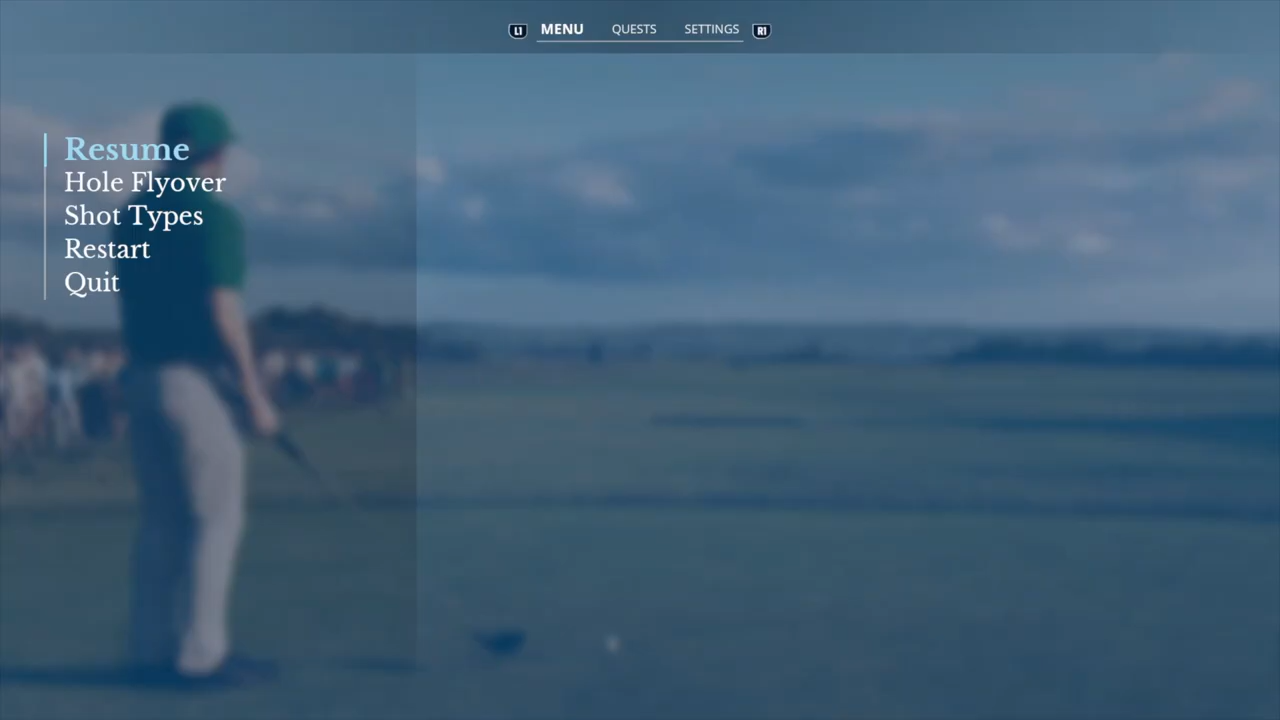 L1 MENU QUESTS SETTINGS R1
Resume
Hole Flyover
Shot Types
Restart
Quit